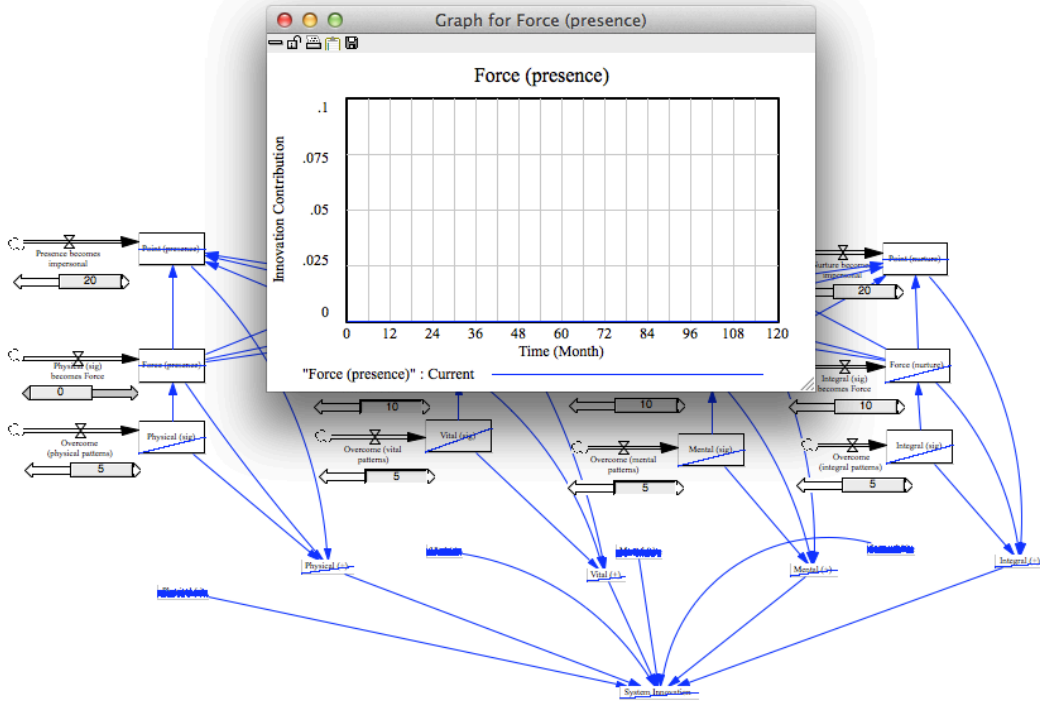 Graph for Force (presence)
Force (presence)
Innovation Contribution
.1
.075
.05
.025
0
0 12 24 36 48 60 72 84 96 108 120
Time (Month)
"Force (presence)" : Current
Presence becomes
impersonal
20
Point (presence)
Nurture become
impersonal
20
Point (nurture)
Physical (sig)
becomes Force
0
Force (presence)
10
10
Integral (sig)
becomes Force
10
Force (nurture)
Overcome
(physical patterns)
5
Physical (sig)
Overcome (vital
patterns)
5
Vital (sig)
Overcome (mental
patterns)
5
Mental (sig)
Overcome
(integral patterns)
5
Integral (sig)
Physical (+)
Vital (+)
Integral (+)
System Innovation